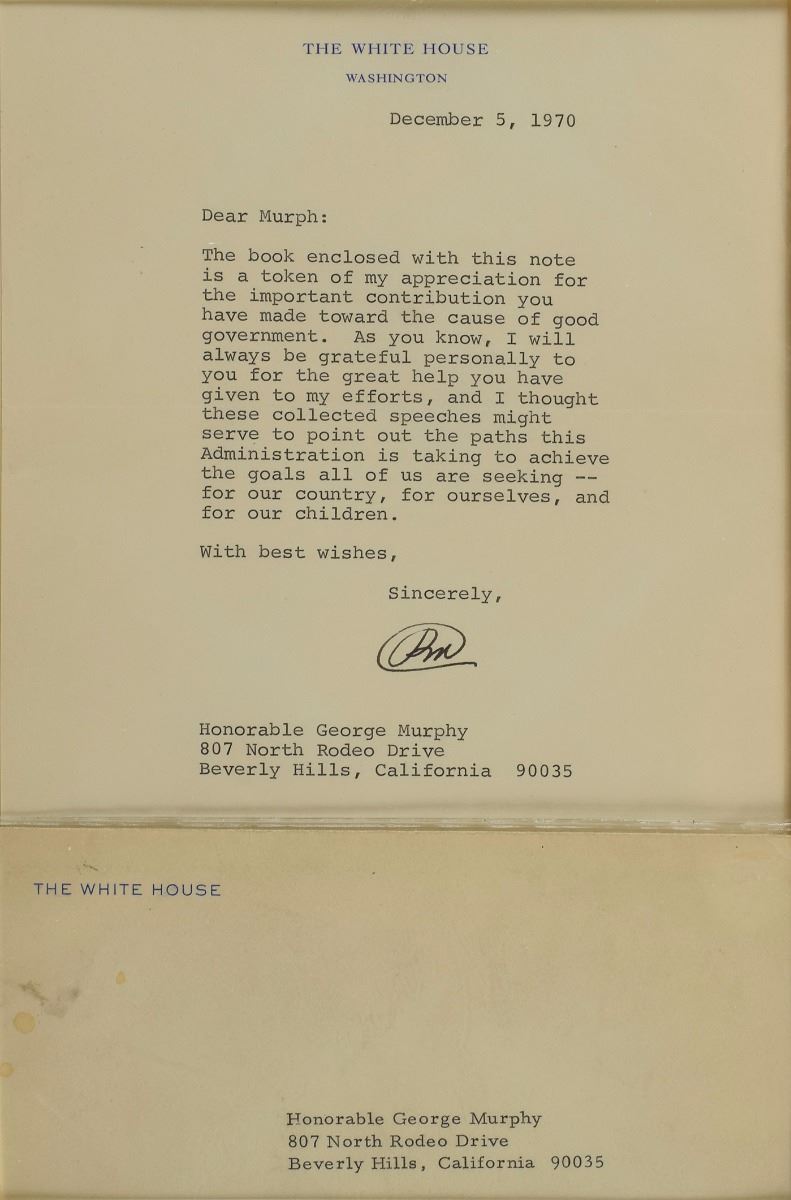 THE WHITE HOUSE
WASHINGTON
December 5, 1970
Dear Murph:
The book enclosed with this note
is a token of my appreciation for
the important contribution you
have made toward the cause of good
government. As you know, I will
always be grateful personally to
you for the great help you have
given to my efforts, and I thought
these collected speeches might
serve to point out the paths this
Administration is taking to achieve
the goals all of us are seeking --
for our country, for ourselves, and
for our children.
With best wishes,
Sincerely,
RN
Honorable George Murphy
807 North Rodeo Drive
Beverly Hills, California 90035
THE WHITE HOUSE
Honorable George Murphy
807 North Rodeo Drive
Beverly Hills, California 90035